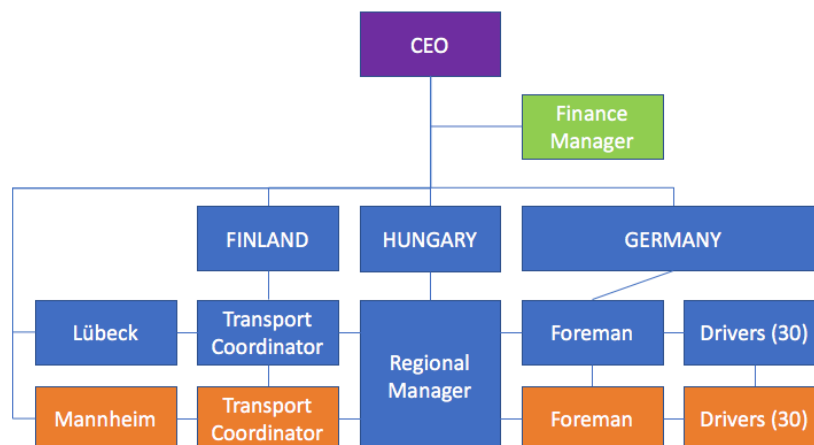 CEO
Finance
Manager
FINLAND
HUNGARY
GERMANY
Lübeck
Transport
Coordinator
Regional
Manager
Foreman
Drivers (30)
Mannheim
Transport
Coordinator
Foreman
Drivers (30)